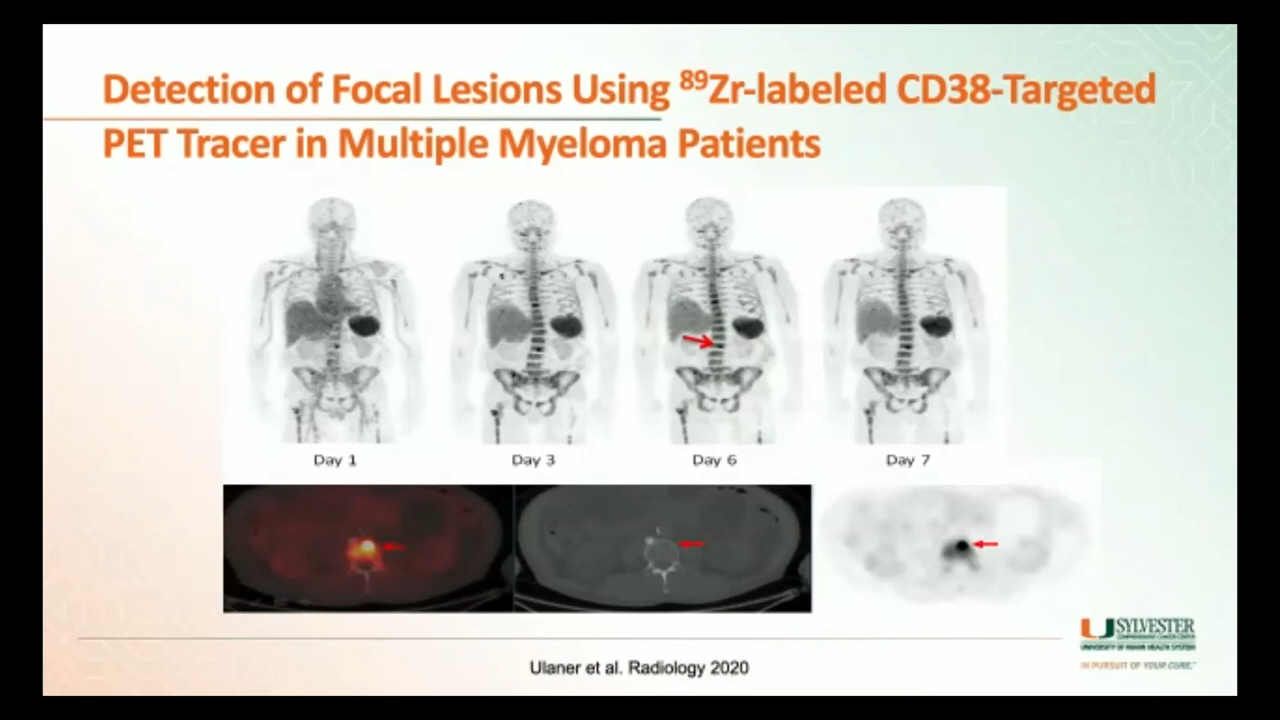 Detection of Focal Lesions Using ⁸⁹Zr-labeled CD38-Targeted
PET Tracer in Multiple Myeloma Patients
Day 1
Day 3
Day 6
Day 7
SYLVESTER
COMPREHENSIVE CANCER CENTER
UNIVERSITY OF MIAMI HEALTH SYSTEM
IN PURSUIT OF YOUR CURE.™
Ulaner et al. Radiology 2020